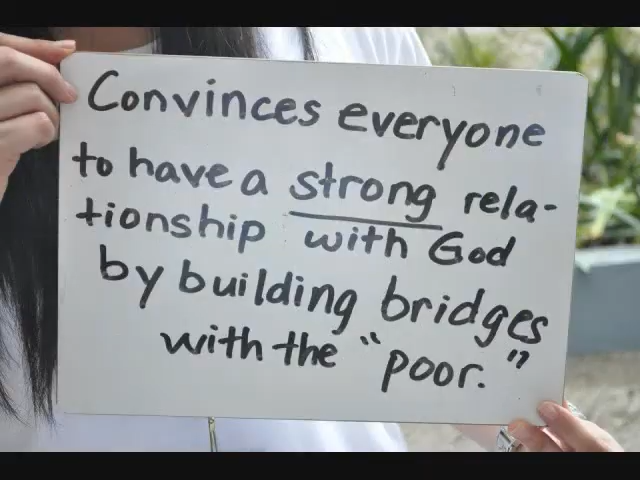 Convinces everyone
to have a strong rela-
tionship with God
by building bridges
with the "poor."